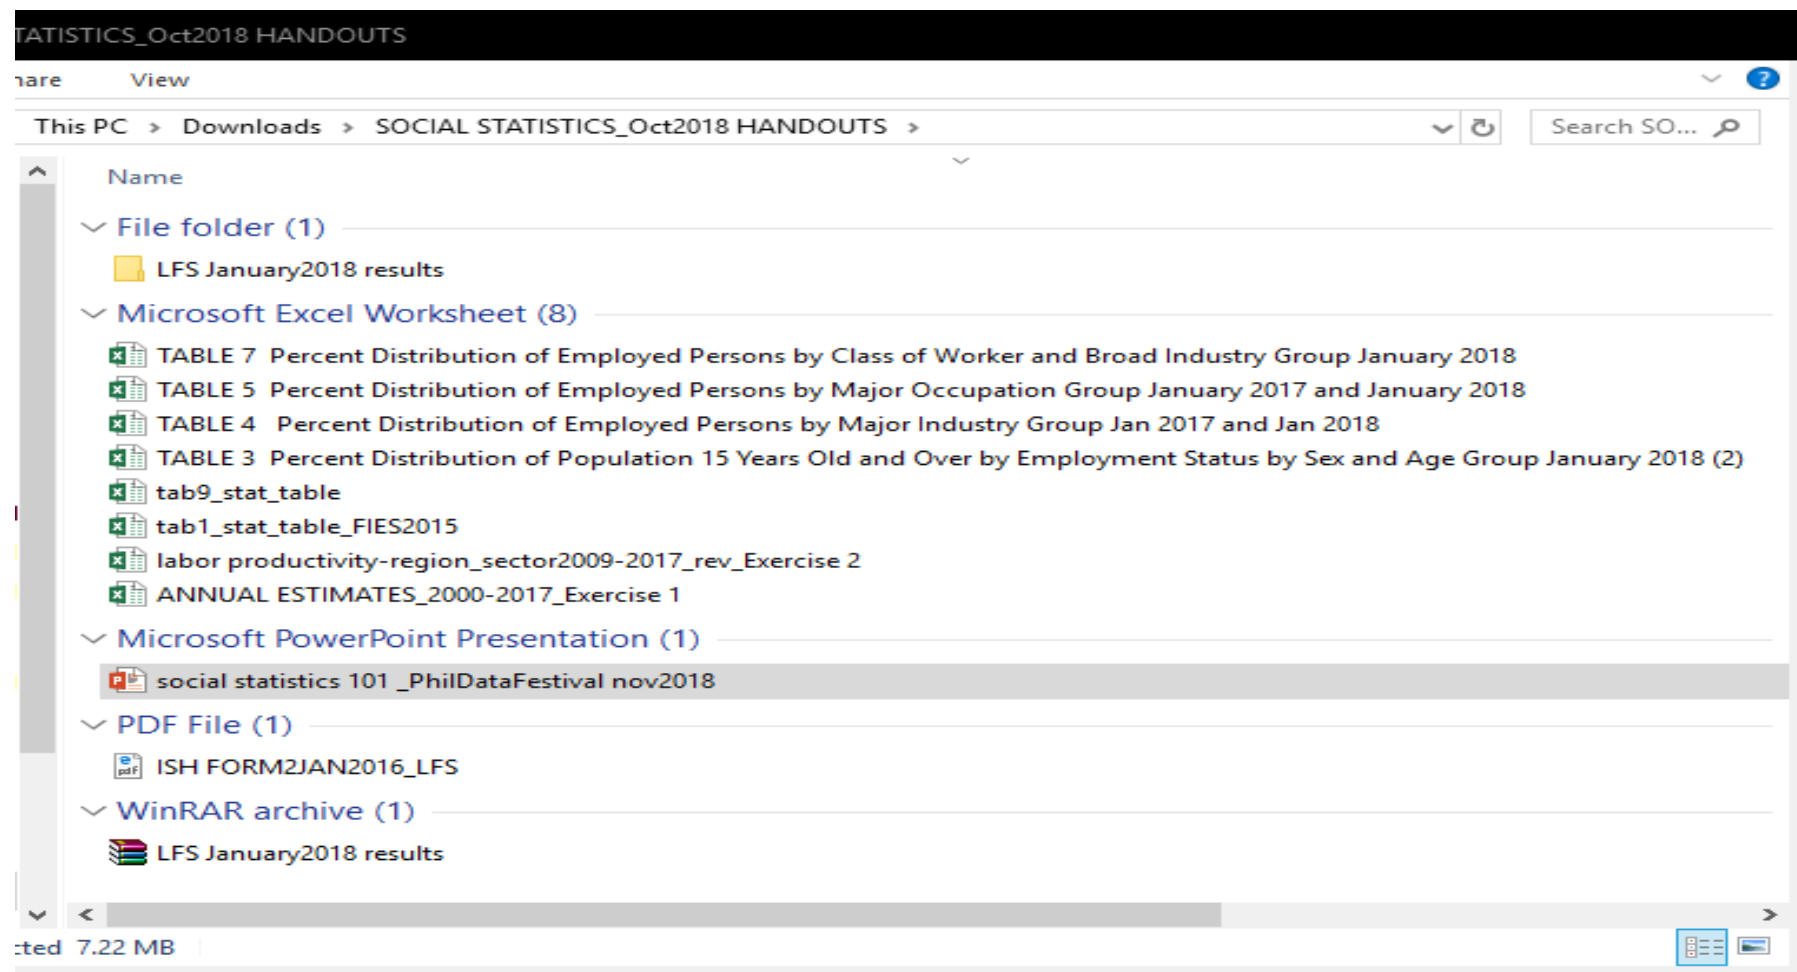 TATISTICS_Oct2018 HANDOUTS
hare View
This PC > Downloads > SOCIAL STATISTICS_Oct2018 HANDOUTS > Search SO...
Name
File folder (1)
LFS January2018 results
Microsoft Excel Worksheet (8)
TABLE 7  Percent Distribution of Employed Persons by Class of Worker and Broad Industry Group January 2018
TABLE 5  Percent Distribution of Employed Persons by Major Occupation Group January 2017 and January 2018
TABLE 4   Percent Distribution of Employed Persons by Major Industry Group Jan 2017 and Jan 2018
TABLE 3  Percent Distribution of Population 15 Years Old and Over by Employment Status by Sex and Age Group January 2018 (2)
tab9_stat_table
tab1_stat_table_FIES2015
labor productivity-region_sector2009-2017_rev_Exercise 2
ANNUAL ESTIMATES_2000-2017_Exercise 1
Microsoft PowerPoint Presentation (1)
social statistics 101 _PhilDataFestival nov2018
PDF File (1)
ISH FORM2JAN2016_LFS
WinRAR archive (1)
LFS January2018 results
cted 7.22 MB